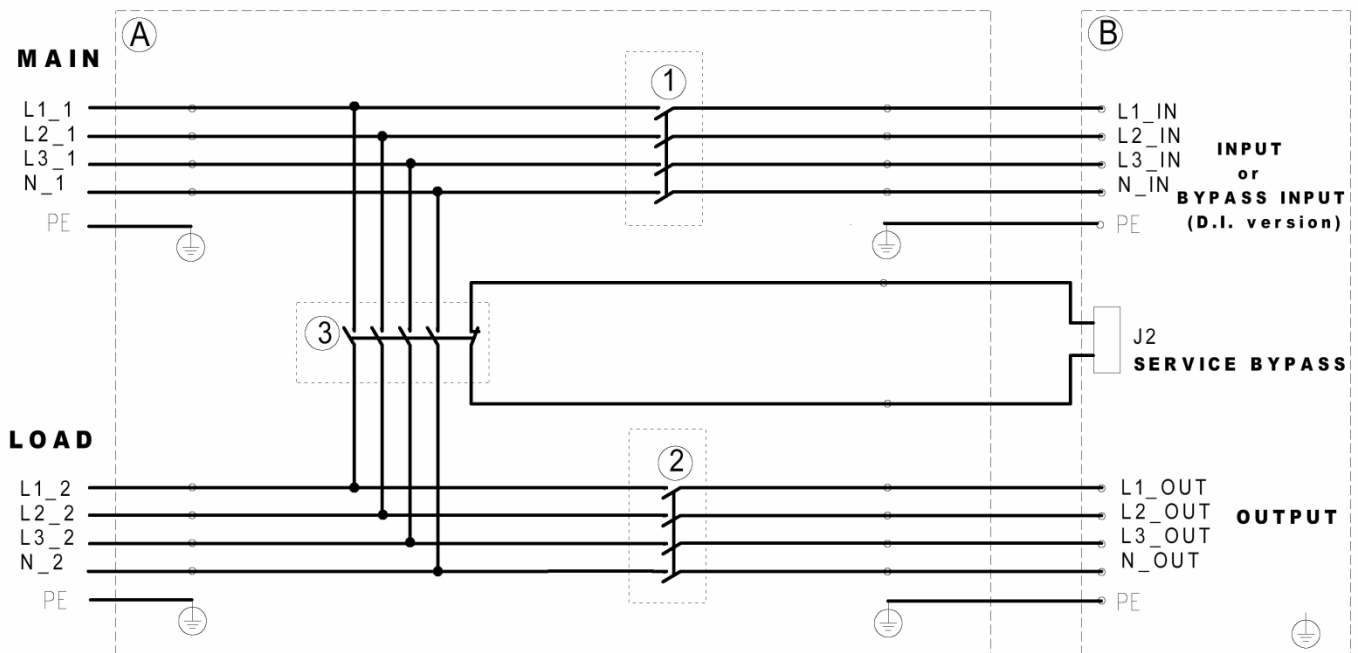 A
B
MAIN
1
L1_1
L2_1
L3_1
N_1
PE
L1_IN
L2_IN
L3_IN
N_IN
PE
INPUT
or
BYPASS INPUT
(D.I. version)
3
J2
SERVICE BYPASS
LOAD
2
L1_2
L2_2
L3_2
N_2
PE
L1_OUT
L2_OUT
L3_OUT
N_OUT
PE
OUTPUT